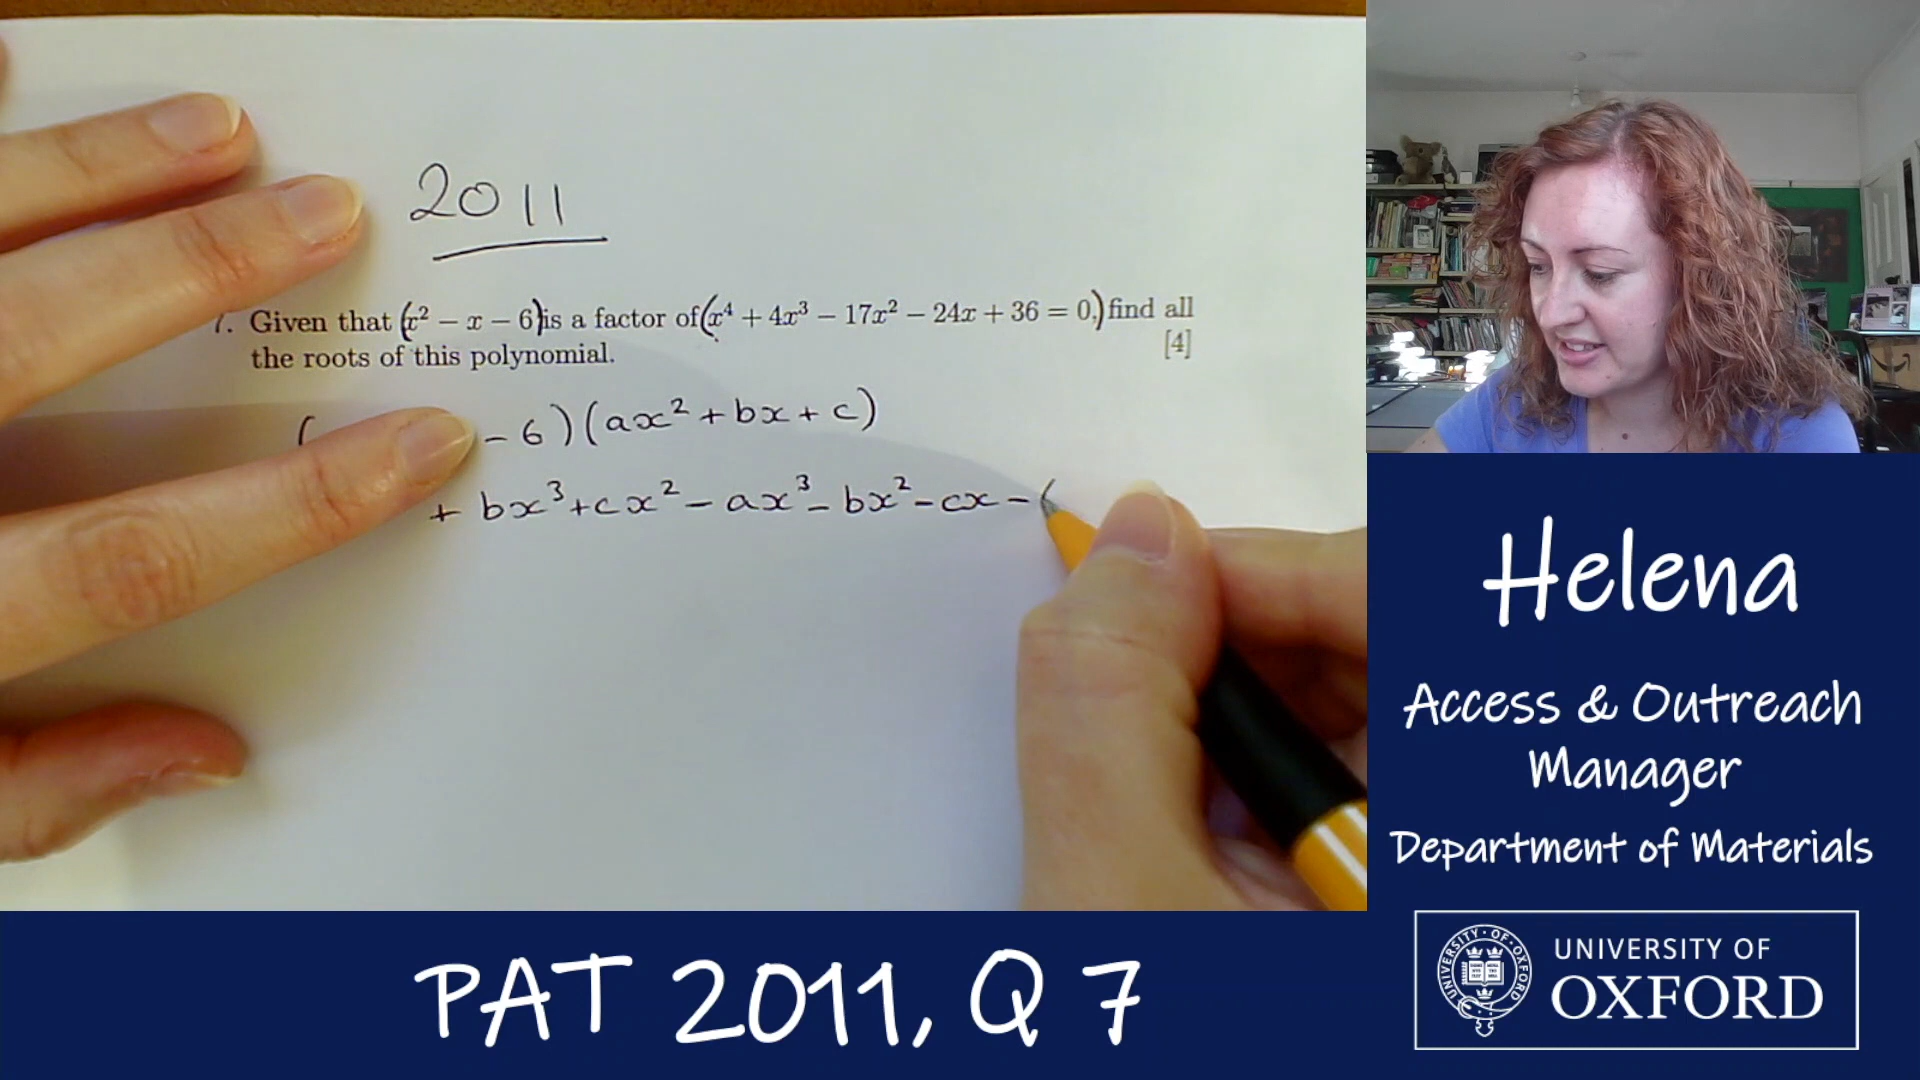 2011
7. Given that (x² − x − 6) is a factor of (x⁴ + 4x³ − 17x² − 24x + 36 = 0,) find all
the roots of this polynomial. [4]
( − 6)(ax² + bx + c)
+ bx³ + cx² − ax³ − bx² − cx −
Helena
Access & Outreach
Manager
Department of Materials
UNIVERSITY OF
OXFORD
PAT 2011, Q 7